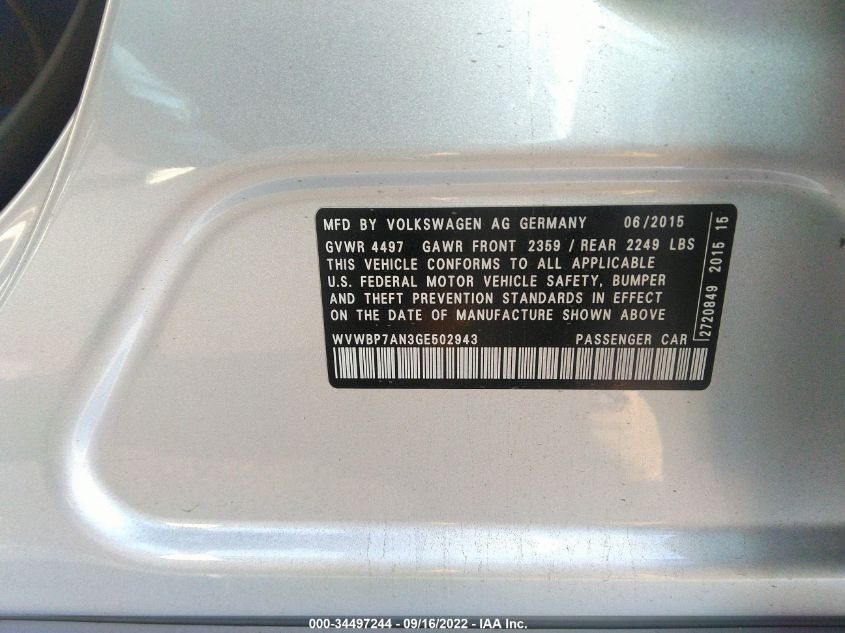 MFD BY VOLKSWAGEN AG GERMANY 06/2015
GVWR 4497 GAWR FRONT 2359 / REAR 2249 LBS
THIS VEHICLE CONFORMS TO ALL APPLICABLE
U.S. FEDERAL MOTOR VEHICLE SAFETY, BUMPER
AND THEFT PREVENTION STANDARDS IN EFFECT
ON THE DATE OF MANUFACTURE SHOWN ABOVE
WVWBP7AN3GE502943 PASSENGER CAR
2720849 2015 15
000-34497244 - 09/16/2022 - IAA Inc.